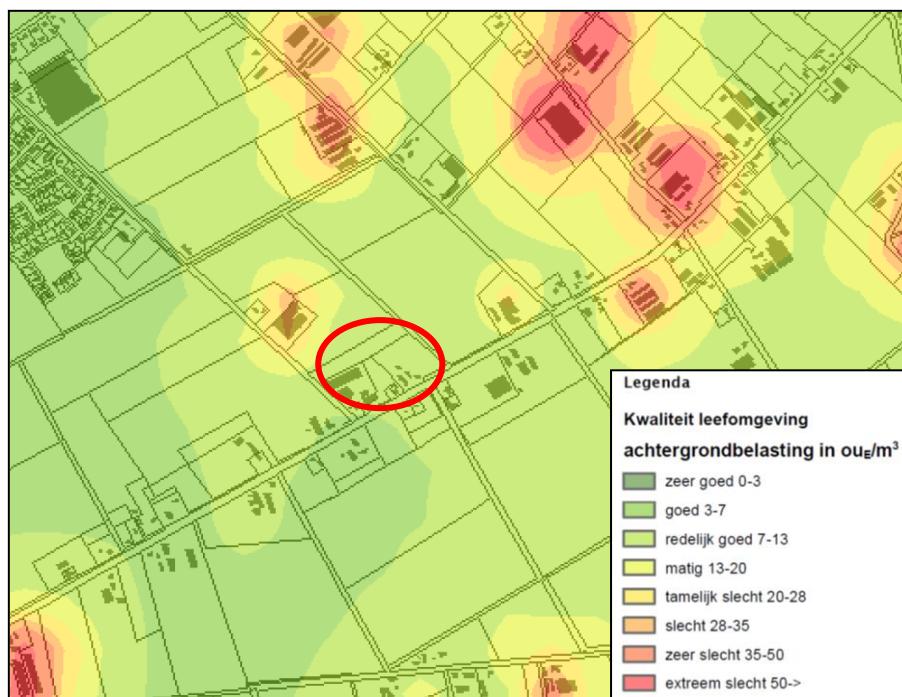 Legenda
Kwaliteit leefomgeving
achtergrondbelasting in ouE/m³
zeer goed 0-3
goed 3-7
redelijk goed 7-13
matig 13-20
tamelijk slecht 20-28
slecht 28-35
zeer slecht 35-50
extreem slecht 50->